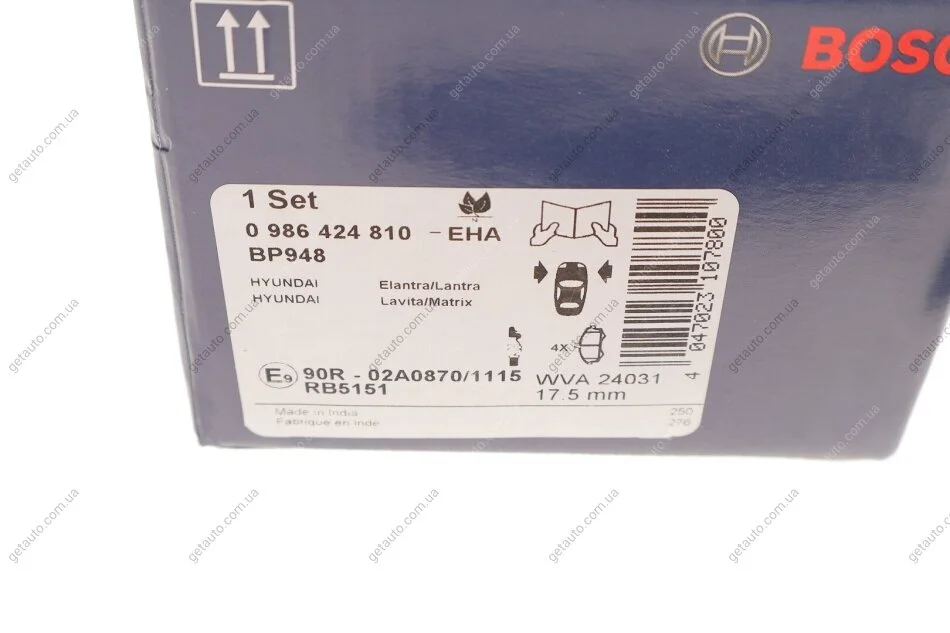 BOSC
1 Set
0 986 424 810 - EHA
BP948
HYUNDAI Elantra/Lantra
HYUNDAI Lavita/Matrix
4X
E9 90R - 02A0870/1115
RB5151
WVA 24031
17.5 mm
4 047023 107800
Made in India 250
Fabrique en Inde 276
getauto.com.ua